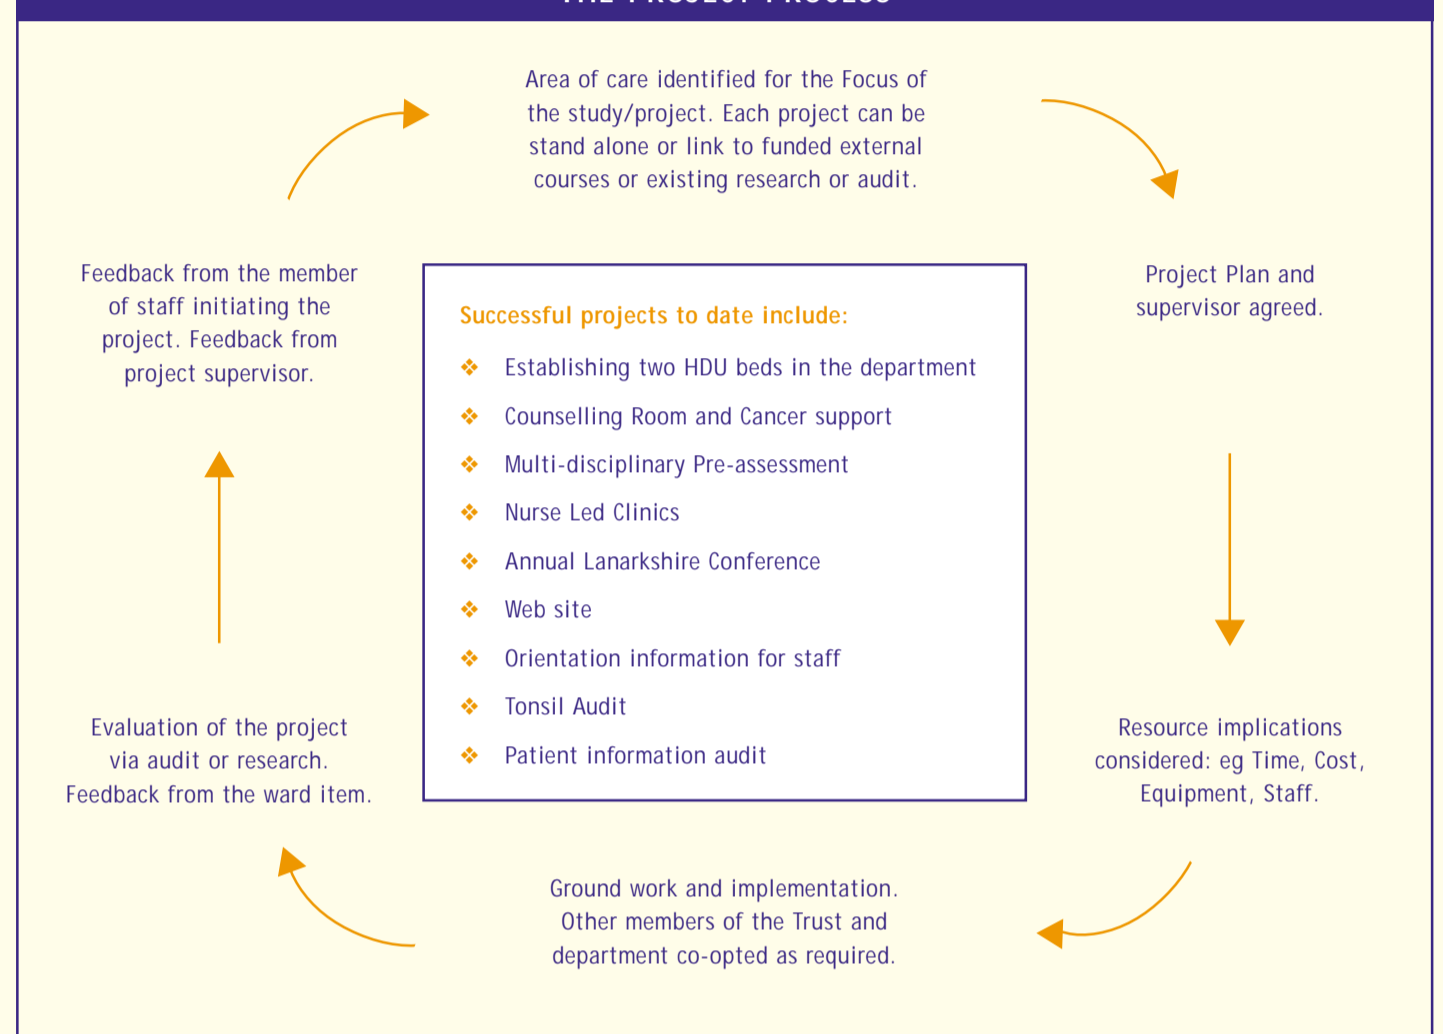 THE PROJECT PROCESS
Area of care identified for the Focus of
the study/project. Each project can be
stand alone or link to funded external
courses or existing research or audit.
Project Plan and
supervisor agreed.
Resource implications
considered: eg Time, Cost,
Equipment, Staff.
Ground work and implementation.
Other members of the Trust and
department co-opted as required.
Evaluation of the project
via audit or research.
Feedback from the ward item.
Feedback from the member
of staff initiating the
project. Feedback from
project supervisor.
Successful projects to date include:
❖ Establishing two HDU beds in the department
❖ Counselling Room and Cancer support
❖ Multi-disciplinary Pre-assessment
❖ Nurse Led Clinics
❖ Annual Lanarkshire Conference
❖ Web site
❖ Orientation information for staff
❖ Tonsil Audit
❖ Patient information audit